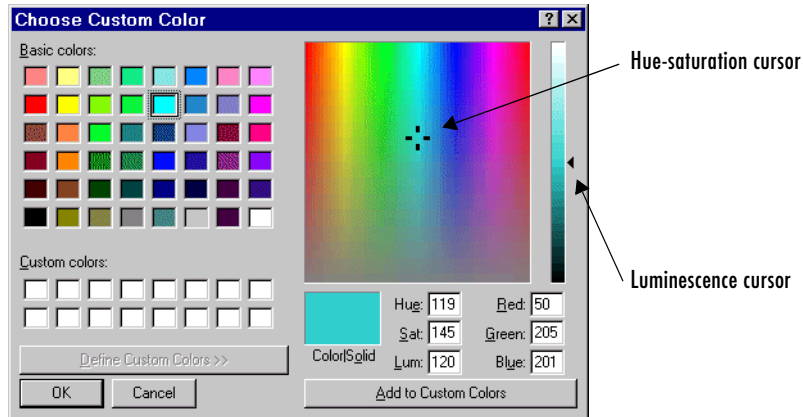 Choose Custom Color
Basic colors:
Custom colors:
Define Custom Colors >>
OK Cancel
Color|Solid
Hue: 119 Red: 50
Sat: 145 Green: 205
Lum: 120 Blue: 201
Add to Custom Colors
Hue-saturation cursor
Luminescence cursor